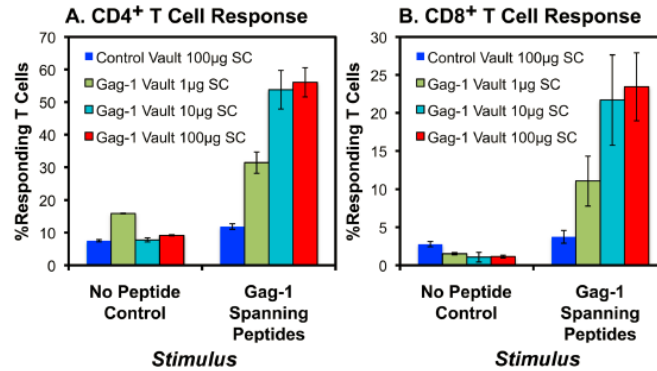 A. CD4+ T Cell Response
%Responding T Cells
70
60
50
40
30
20
10
0
Control Vault 100µg SC
Gag-1 Vault 1µg SC
Gag-1 Vault 10µg SC
Gag-1 Vault 100µg SC
No Peptide
Control
Gag-1
Spanning
Peptides
Stimulus
B. CD8+ T Cell Response
%Responding T Cells
30
25
20
15
10
5
0
Control Vault 100µg SC
Gag-1 Vault 1µg SC
Gag-1 Vault 10µg SC
Gag-1 Vault 100µg SC
No Peptide
Control
Gag-1
Spanning
Peptides
Stimulus